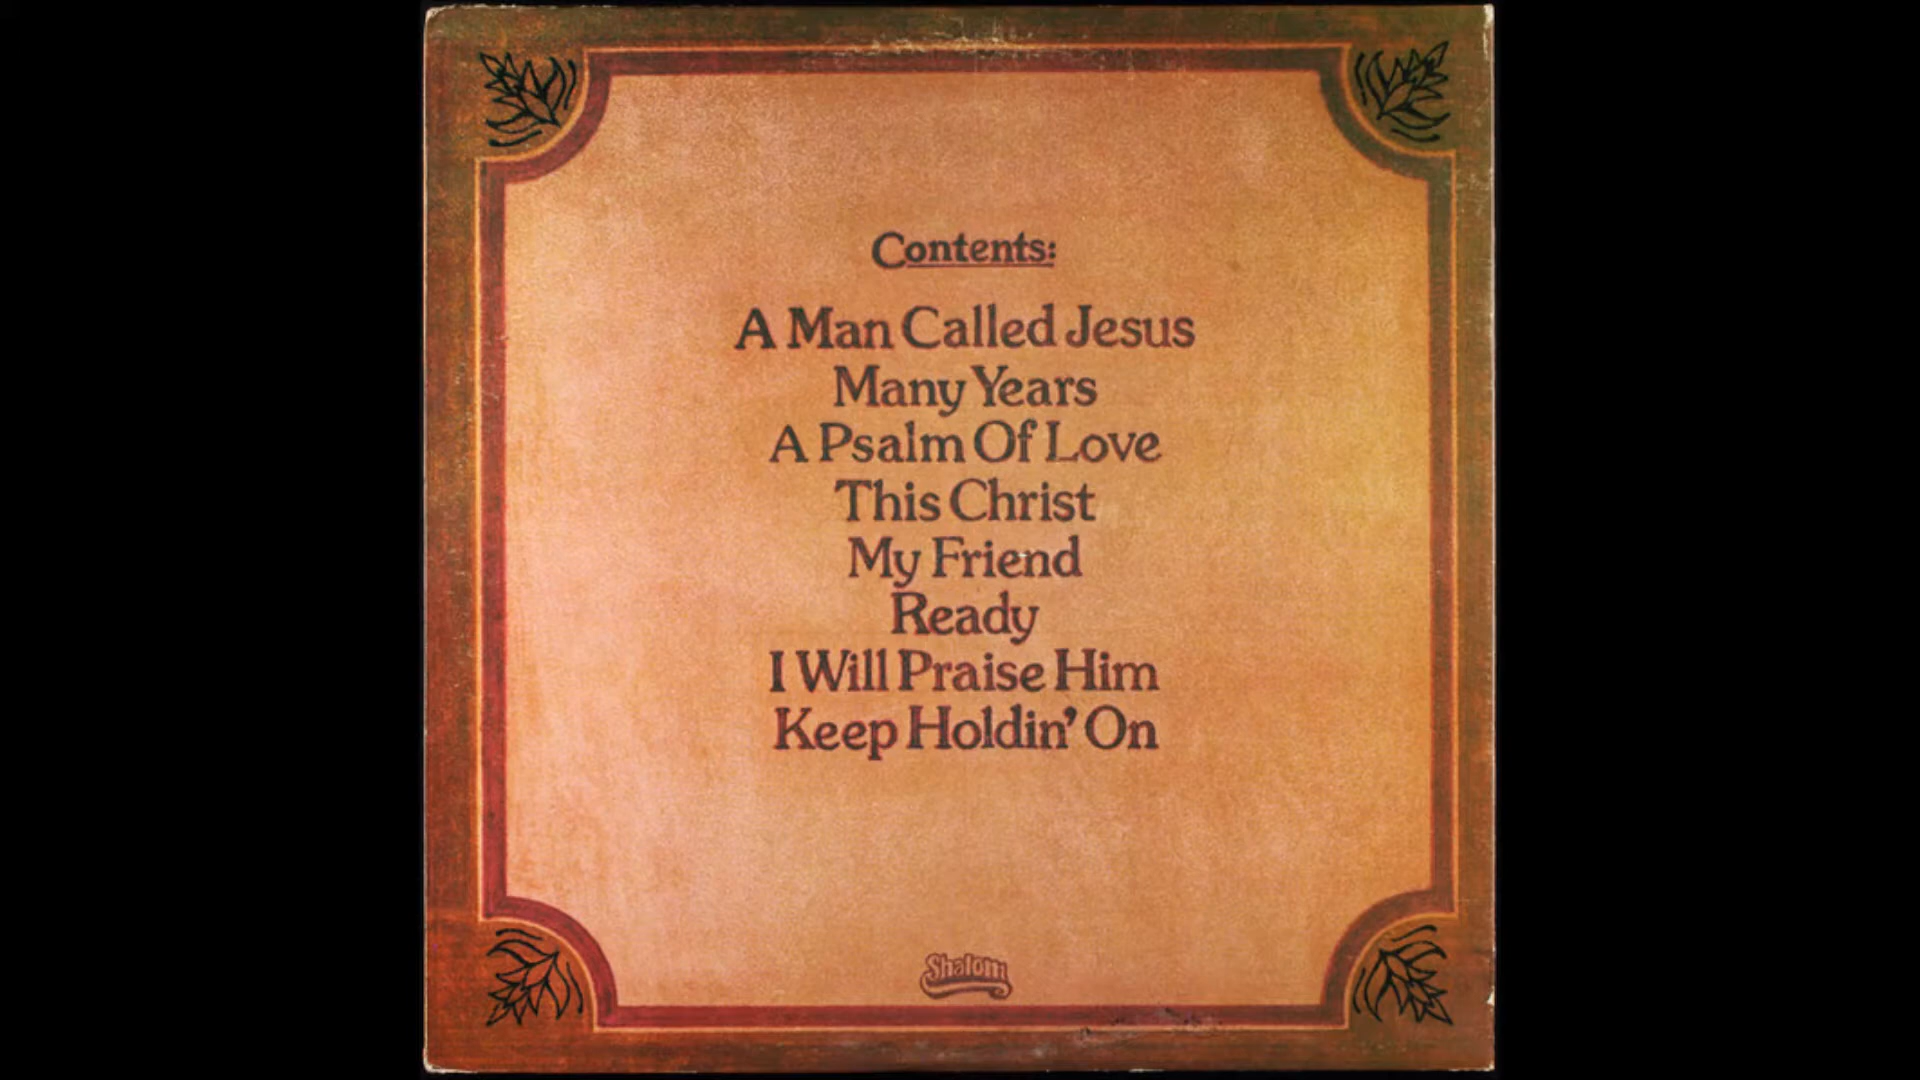 Contents:
A Man Called Jesus
Many Years
A Psalm Of Love
This Christ
My Friend
Ready
I Will Praise Him
Keep Holdin' On
Shalom